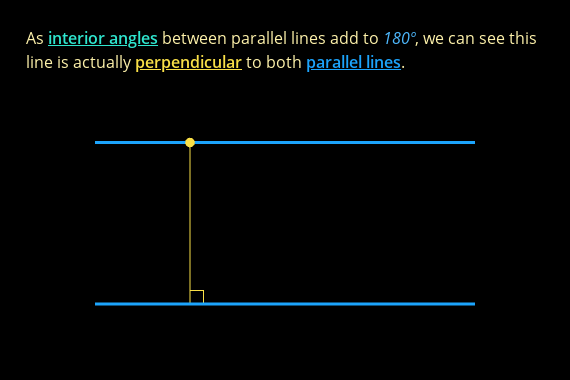 As interior angles between parallel lines add to 180°, we can see this
line is actually perpendicular to both parallel lines.